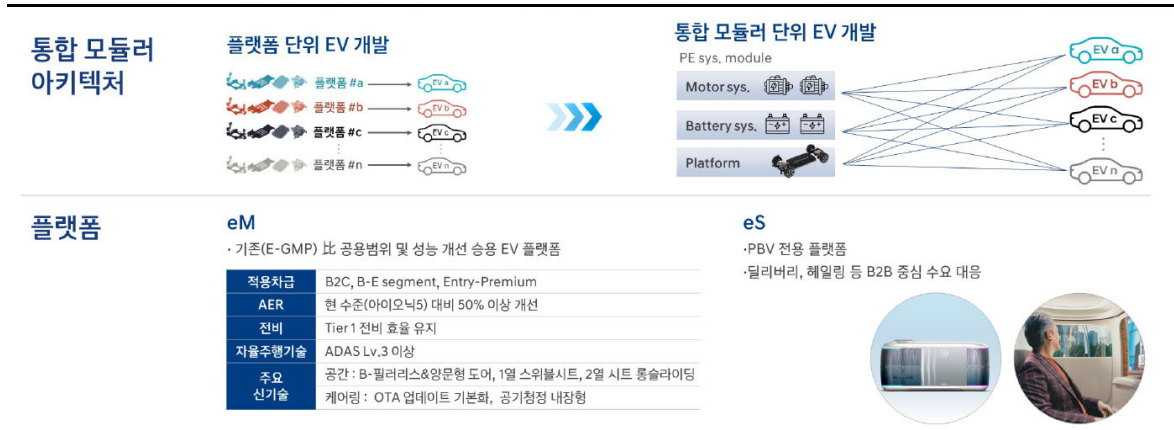 통합 모듈러
아키텍처
플랫폼 단위 EV 개발
플랫폼 #a
EV a
플랫폼 #b
EV b
플랫폼 #c
EV c
플랫폼 #n
EV n
통합 모듈러 단위 EV 개발
PE sys. module
Motor sys.
Battery sys.
Platform
EV a
EV b
EV c
EV n
플랫폼
eM
· 기존(E-GMP) 比 공용범위 및 성능 개선 승용 EV 플랫폼
적용차급 B2C, B-E segment, Entry-Premium
AER 현 수준(아이오닉5) 대비 50% 이상 개선
전비 Tier 1 전비 효율 유지
자율주행기술 ADAS Lv.3 이상
주요
신기술
공간 : B-필러리스&양문형 도어, 1열 스위블시트, 2열 시트 롱슬라이딩
케어링 : OTA 업데이트 기본화, 공기청정 내장형
eS
·PBV 전용 플랫폼
·딜리버리, 헤일링 등 B2B 중심 수요 대응